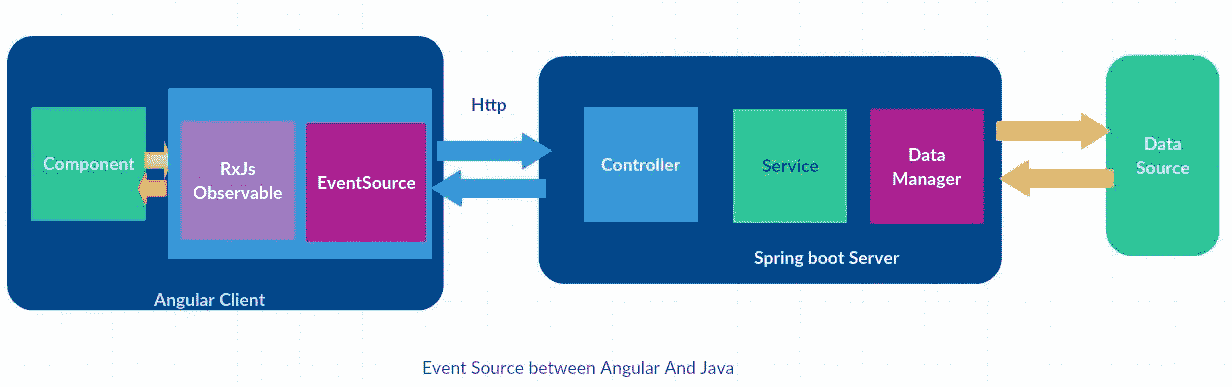 Http
Component
RxJs
Observable
EventSource
Angular Client
Controller
Service
Data
Manager
Spring boot Server
Data
Source
Event Source between Angular And Java